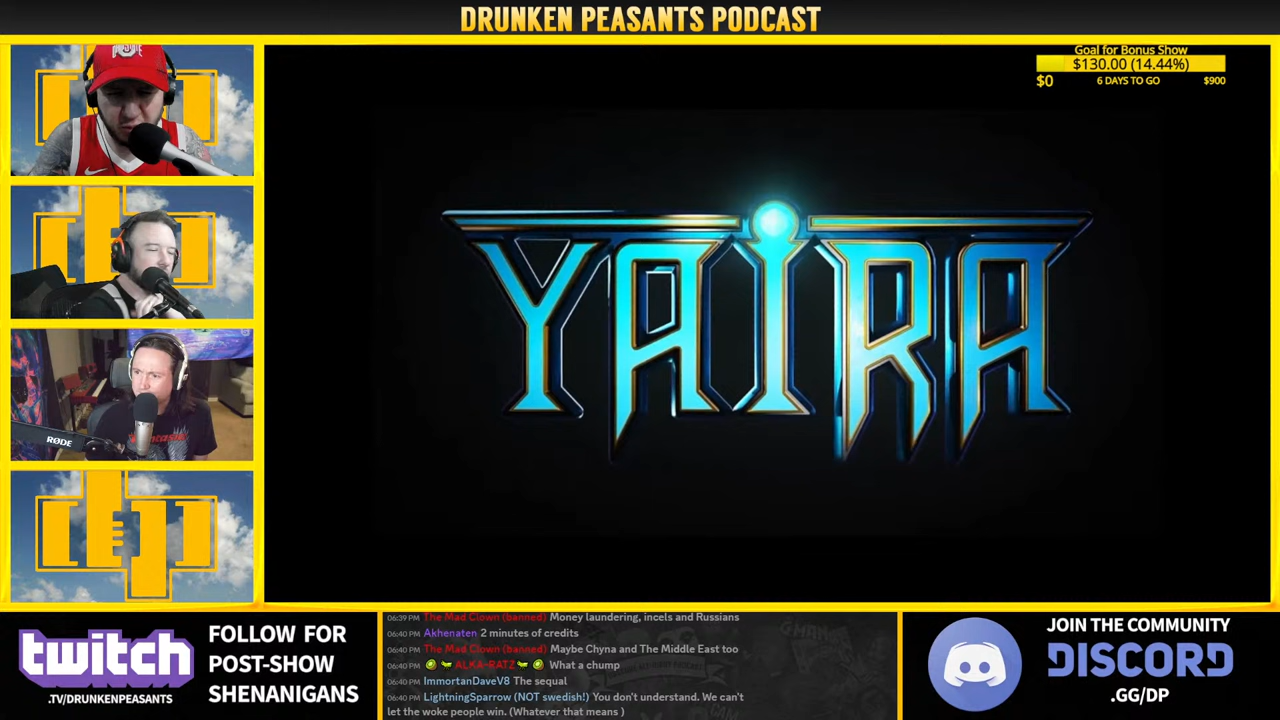 DRUNKEN PEASANTS PODCAST
Goal for Bonus Show
$130.00 (14.44%)
$0 6 DAYS TO GO $900
YAIRA
RØDE
06:39 PM The Mad Clown (banned) Money laundering, incels and Russians
06:40 PM Akhenaten 2 minutes of credits
06:40 PM The Mad Clown (banned) Maybe Chyna and The Middle East too
06:40 PM ALKA-RATZ What a chump
06:40 PM ImmortanDaveV8 The sequal
06:40 PM LightningSparrow (NOT swedish!) You don't understand. We can't
let the woke people win. (Whatever that means )
twitch
.TV/DRUNKENPEASANTS
FOLLOW FOR
POST-SHOW
SHENANIGANS
JOIN THE COMMUNITY
DISCORD
.GG/DP